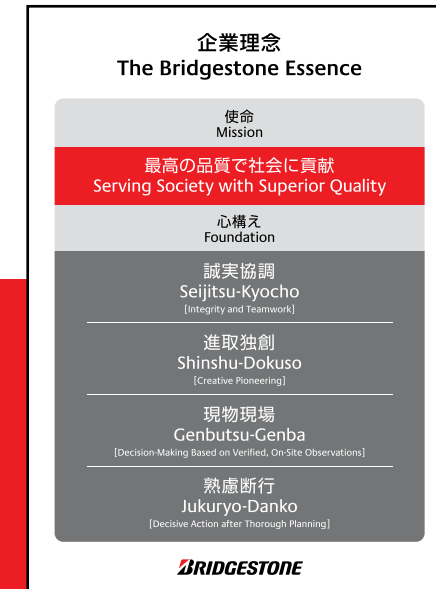 企業理念
The Bridgestone Essence
使命
Mission
最高の品質で社会に貢献
Serving Society with Superior Quality
心構え
Foundation
誠実協調
Seijitsu-Kyocho
[Integrity and Teamwork]
進取独創
Shinshu-Dokuso
[Creative Pioneering]
現物現場
Genbutsu-Genba
[Decision-Making Based on Verified, On-Site Observations]
熟慮断行
Jukuryo-Danko
[Decisive Action after Thorough Planning]
BRIDGESTONE